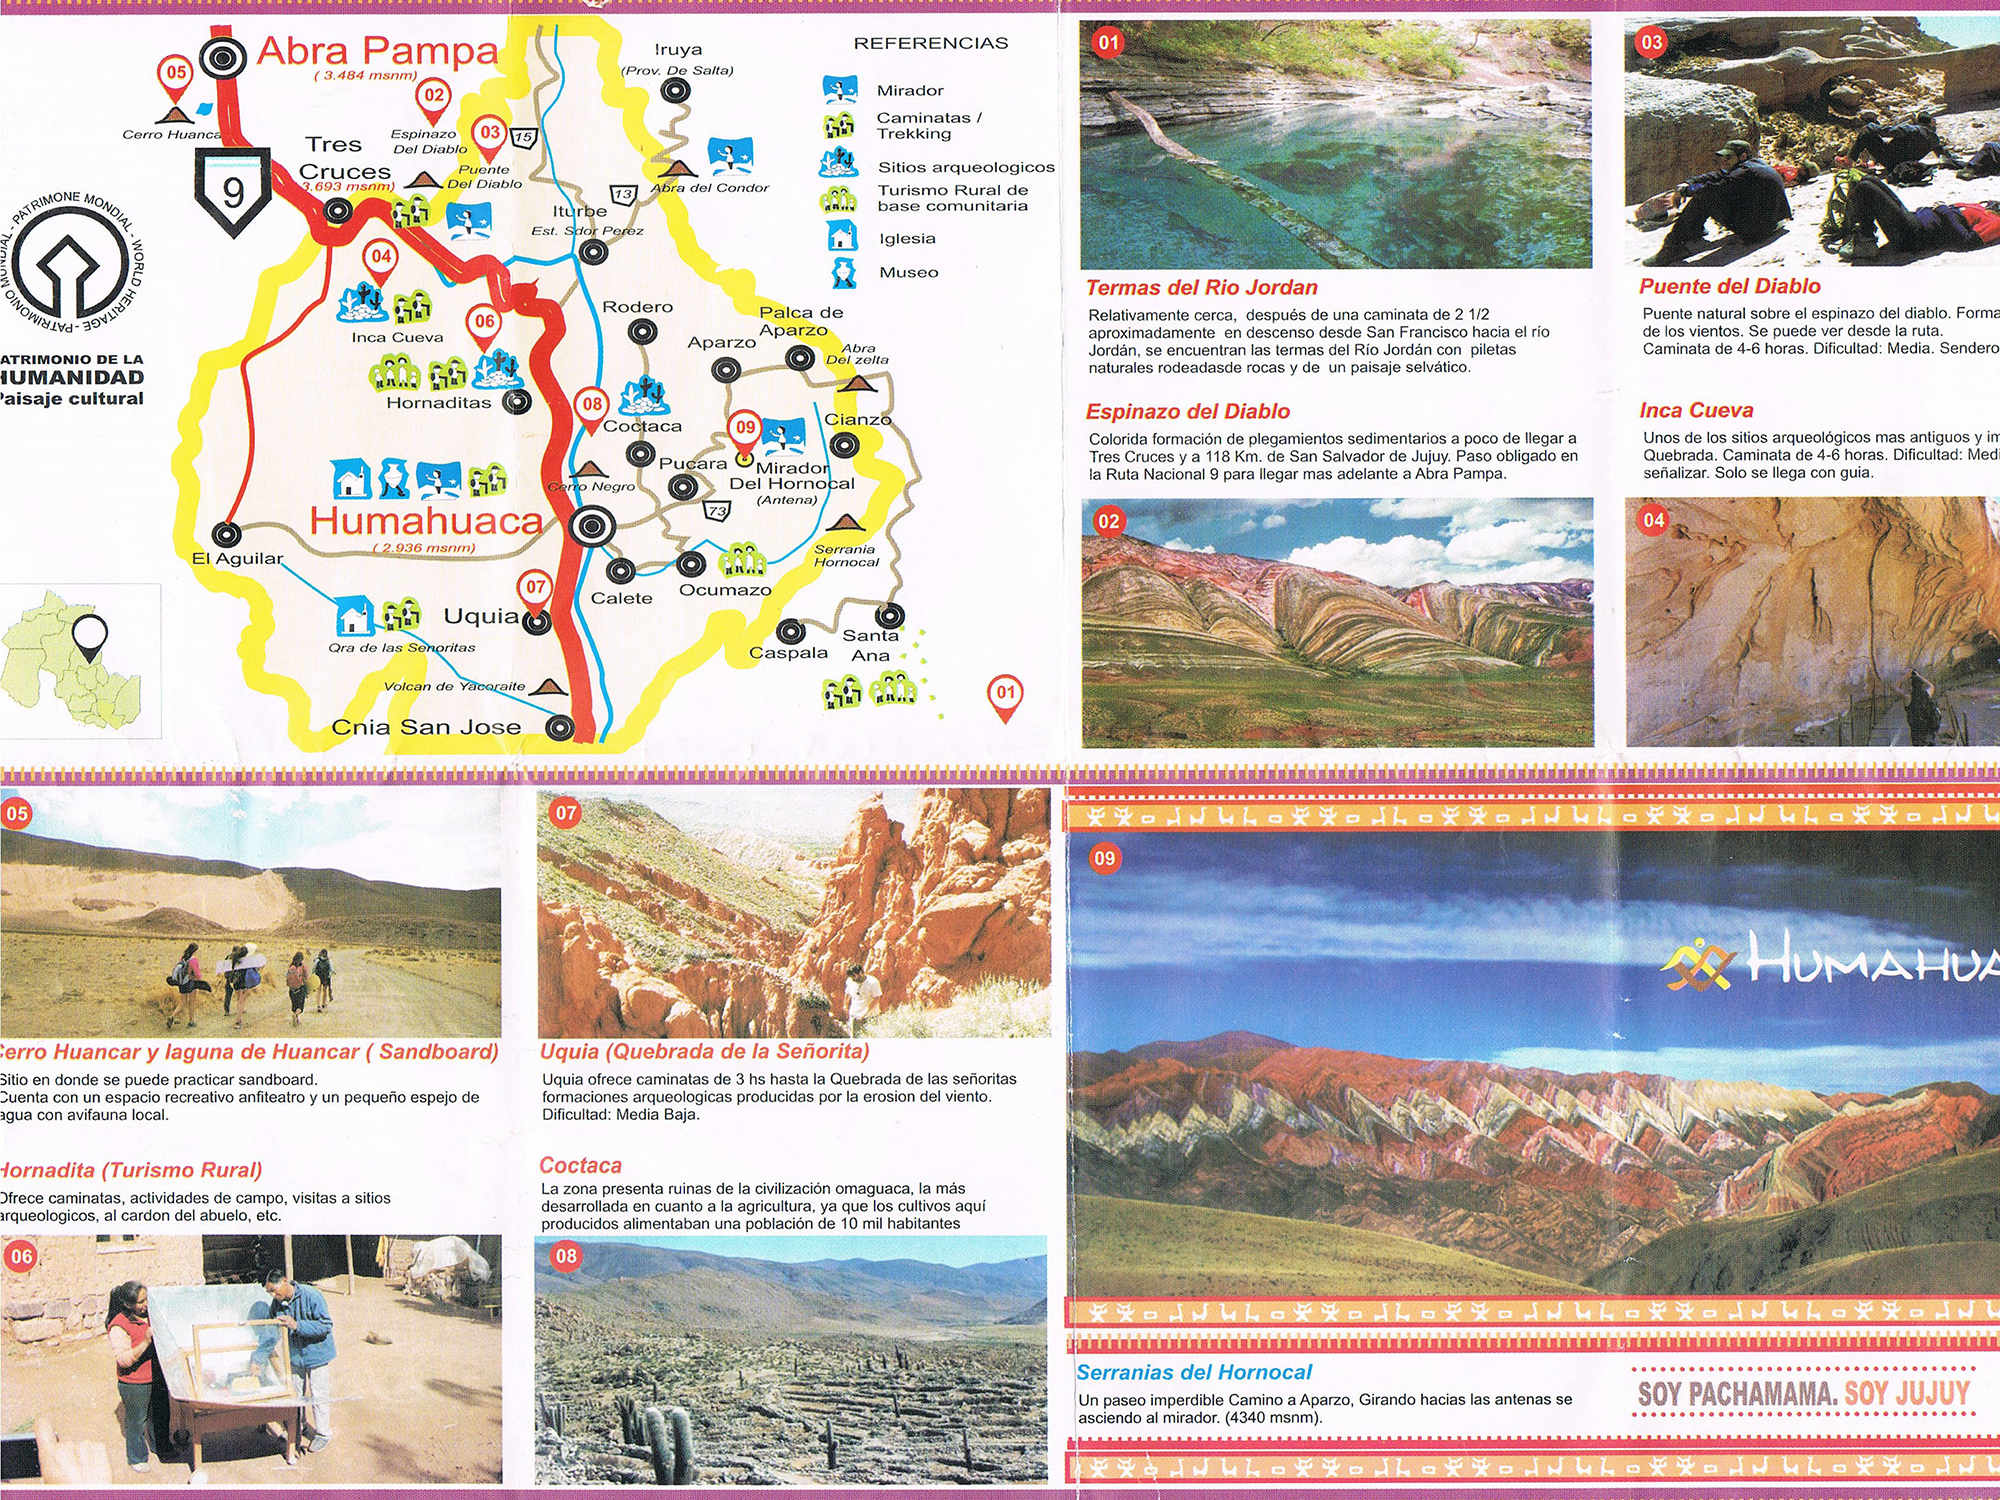 Abra Pampa
( 3.484 msnm)
05
Cerro Huanca
02
Espinazo
Del Diablo
03
15
Puente
Del Diablo
Iruya
(Prov. De Salta)
REFERENCIAS
Mirador
Caminatas /
Trekking
Sitios arqueologicos
Turismo Rural de
base comunitaria
Iglesia
Museo
Tres
Cruces
3.693 msnm)
9
13
Abra del Condor
Iturbe
Est. Sdor Perez
PATRIMONE MONDIAL - WORLD HERITAGE - PATRIMONIO MUNDIAL -
ATRIMONIO DE LA
HUMANIDAD
Paisaje cultural
04
Inca Cueva
06
Hornaditas
Rodero
Palca de
Aparzo
Aparzo
Abra
Del zelta
08
Coctaca
09
Cianzo
Pucara
Mirador
Del Hornocal
(Antena)
Cerro Negro
73
Humahuaca
( 2.936 msnm)
El Aguilar
Serrania
Hornocal
07
Uquia
Calete
Ocumazo
Qra de las Senoritas
Caspala
Santa
Ana
Volcan de Yacoraite
Cnia San Jose
01
01
Termas del Rio Jordan
Relativamente cerca, después de una caminata de 2 1/2
aproximadamente en descenso desde San Francisco hacia el río
Jordán, se encuentran las termas del Río Jordán con piletas
naturales rodeadasde rocas y de un paisaje selvático.
Espinazo del Diablo
Colorida formación de plegamientos sedimentarios a poco de llegar a
Tres Cruces y a 118 Km. de San Salvador de Jujuy. Paso obligado en
la Ruta Nacional 9 para llegar mas adelante a Abra Pampa.
02
03
Puente del Diablo
Puente natural sobre el espinazo del diablo. Forma
de los vientos. Se puede ver desde la ruta.
Caminata de 4-6 horas. Dificultad: Media. Sendero
Inca Cueva
Unos de los sitios arqueológicos mas antiguos y im
Quebrada. Caminata de 4-6 horas. Dificultad: Medi
señalizar. Solo se llega con guia.
04
05
Cerro Huancar y laguna de Huancar ( Sandboard)
Sitio en donde se puede practicar sandboard.
Cuenta con un espacio recreativo anfiteatro y un pequeño espejo de
agua con avifauna local.
Hornadita (Turismo Rural)
Ofrece caminatas, actividades de campo, visitas a sitios
arqueologicos, al cardon del abuelo, etc.
06
07
Uquia (Quebrada de la Señorita)
Uquia ofrece caminatas de 3 hs hasta la Quebrada de las señoritas
formaciones arqueologicas producidas por la erosion del viento.
Dificultad: Media Baja.
Coctaca
La zona presenta ruinas de la civilización omaguaca, la más
desarrollada en cuanto a la agricultura, ya que los cultivos aquí
producidos alimentaban una población de 10 mil habitantes
08
09
HUMAHUA
Serranias del Hornocal
Un paseo imperdible Camino a Aparzo, Girando hacias las antenas se
asciendo al mirador. (4340 msnm).
SOY PACHAMAMA. SOY JUJUY